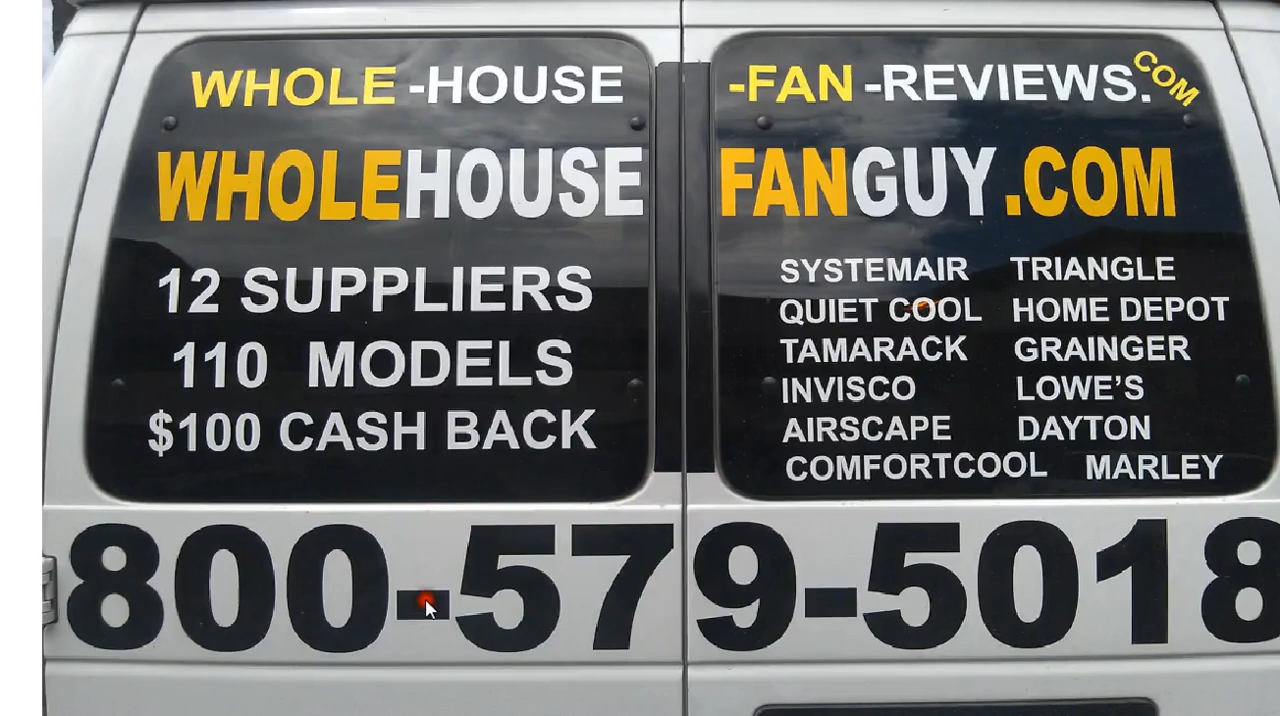 WHOLE-HOUSE-FAN-REVIEWS.COM
WHOLEHOUSE FANGUY.COM
12 SUPPLIERS
110 MODELS
$100 CASH BACK
SYSTEMAIR TRIANGLE
QUIET COOL HOME DEPOT
TAMARACK GRAINGER
INVISCO LOWE'S
AIRSCAPE DAYTON
COMFORTCOOL MARLEY
800-579-5018